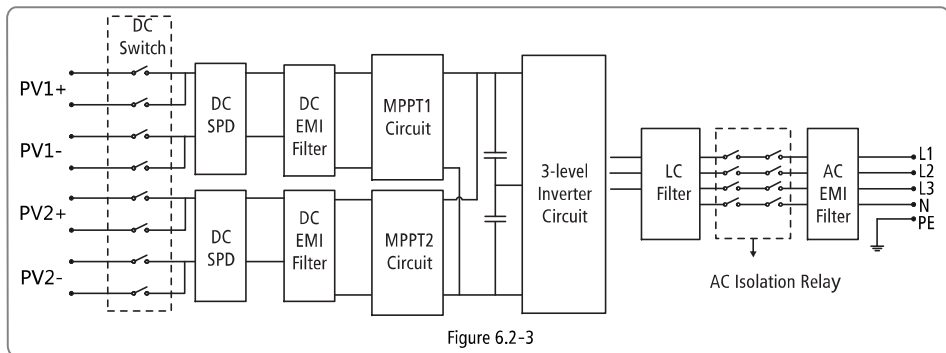 DC
Switch
PV1+
PV1-
PV2+
PV2-
DC
SPD
DC
EMI
Filter
MPPT1
Circuit
DC
SPD
DC
EMI
Filter
MPPT2
Circuit
3-level
Inverter
Circuit
LC
Filter
AC
EMI
Filter
L1
L2
L3
N
PE
AC Isolation Relay
Figure 6.2-3